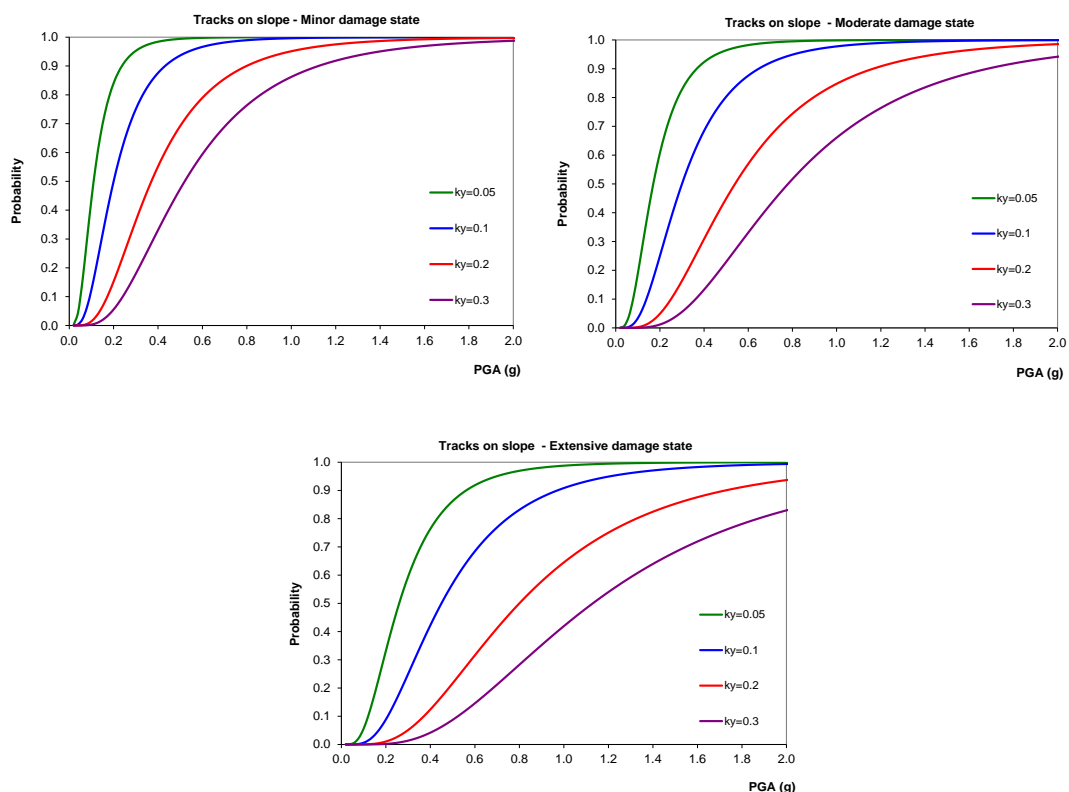 Tracks on slope - Minor damage state
1.0
0.9
0.8
0.7
0.6
0.5
0.4
0.3
0.2
0.1
0.0
Probability
ky=0.05
ky=0.1
ky=0.2
ky=0.3
0.0 0.2 0.4 0.6 0.8 1.0 1.2 1.4 1.6 1.8 2.0
PGA (g)
Tracks on slope - Moderate damage state
1.0
0.9
0.8
0.7
0.6
0.5
0.4
0.3
0.2
0.1
0.0
Probability
ky=0.05
ky=0.1
ky=0.2
ky=0.3
0.0 0.2 0.4 0.6 0.8 1.0 1.2 1.4 1.6 1.8 2.0
PGA (g)
Tracks on slope - Extensive damage state
1.0
0.9
0.8
0.7
0.6
0.5
0.4
0.3
0.2
0.1
0.0
Probability
ky=0.05
ky=0.1
ky=0.2
ky=0.3
0.0 0.2 0.4 0.6 0.8 1.0 1.2 1.4 1.6 1.8 2.0
PGA (g)